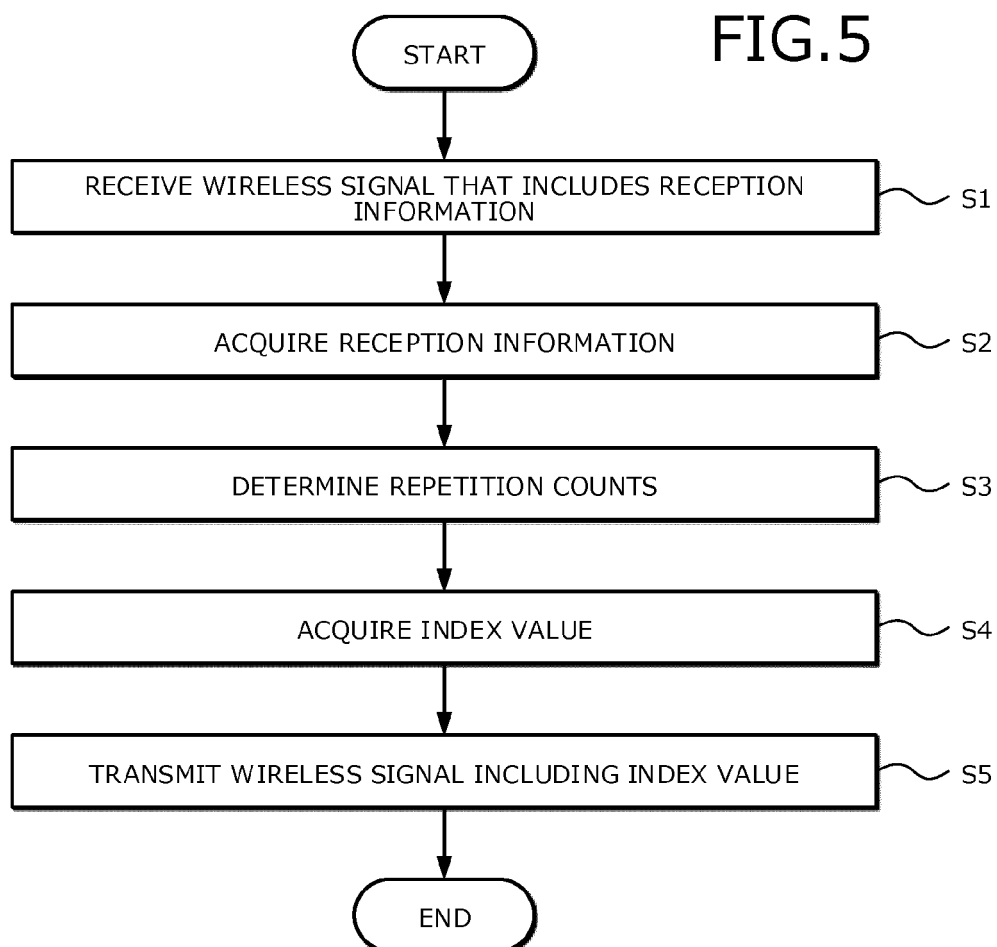 FIG.5
START
RECEIVE WIRELESS SIGNAL THAT INCLUDES RECEPTION
INFORMATION
S1
ACQUIRE RECEPTION INFORMATION
S2
DETERMINE REPETITION COUNTS
S3
ACQUIRE INDEX VALUE
S4
TRANSMIT WIRELESS SIGNAL INCLUDING INDEX VALUE
S5
END